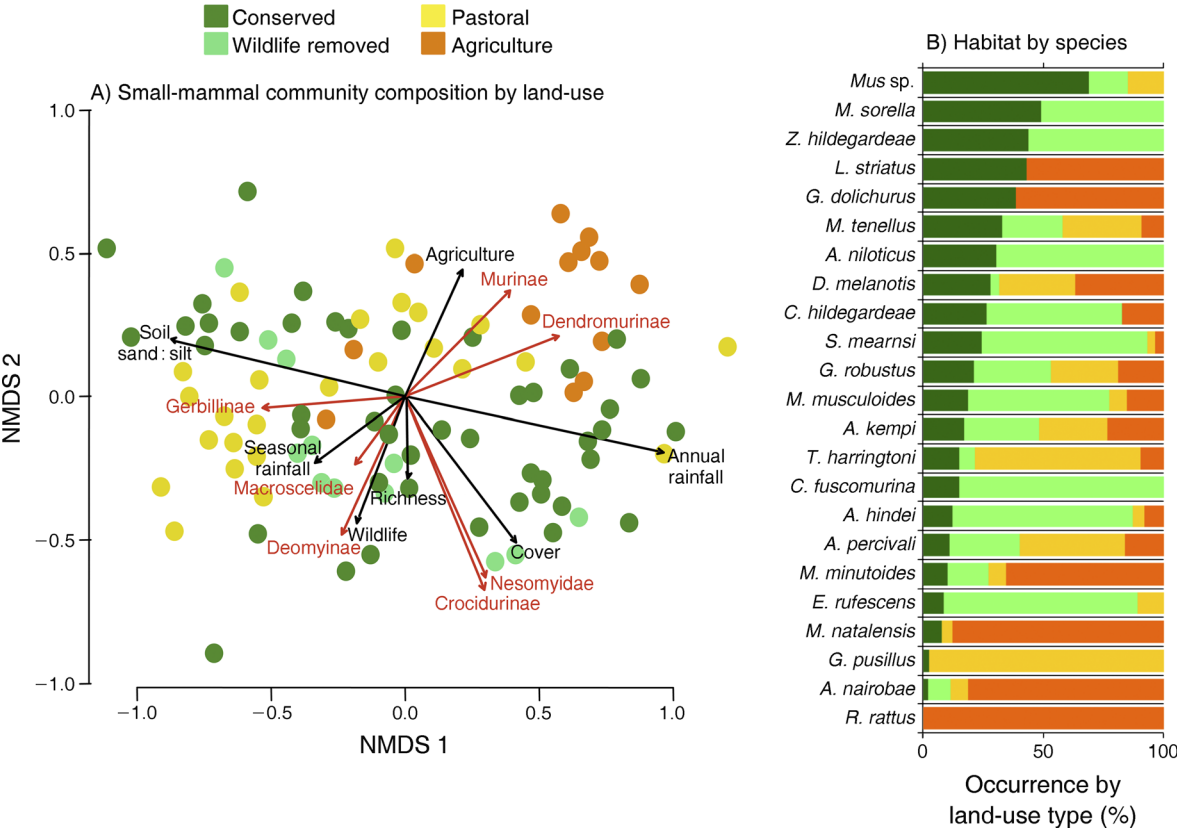 Conserved
Pastoral
Wildlife removed
Agriculture
A) Small-mammal community composition by land-use
NMDS 2
1.0
0.5
0.0
−0.5
−1.0
Agriculture
Murinae
Dendromurinae
Soil
sand : silt
Gerbillinae
Seasonal
rainfall
Macroscelidae
Richness
Wildlife
Deomyinae
Annual
rainfall
Cover
Nesomyidae
Crocidurinae
−1.0
−0.5
0.0
0.5
1.0
NMDS 1
B) Habitat by species
Mus sp.
M. sorella
Z. hildegardeae
L. striatus
G. dolichurus
M. tenellus
A. niloticus
D. melanotis
C. hildegardeae
S. mearnsi
G. robustus
M. musculoides
A. kempi
T. harringtoni
C. fuscomurina
A. hindei
A. percivali
M. minutoides
E. rufescens
M. natalensis
G. pusillus
A. nairobae
R. rattus
0
50
100
Occurrence by
land-use type (%)